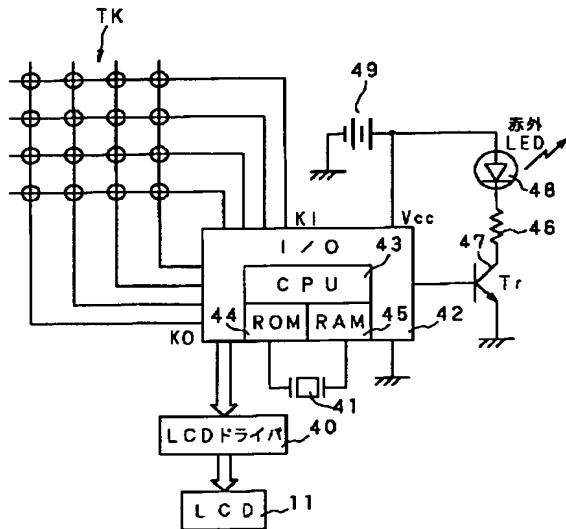 TK
49
赤外
LED
48
46
KI
Vcc
I/O
43
47
CPU
Tr
44
ROM
RAM
45
42
KO
41
LCDドライバ
40
LCD
11